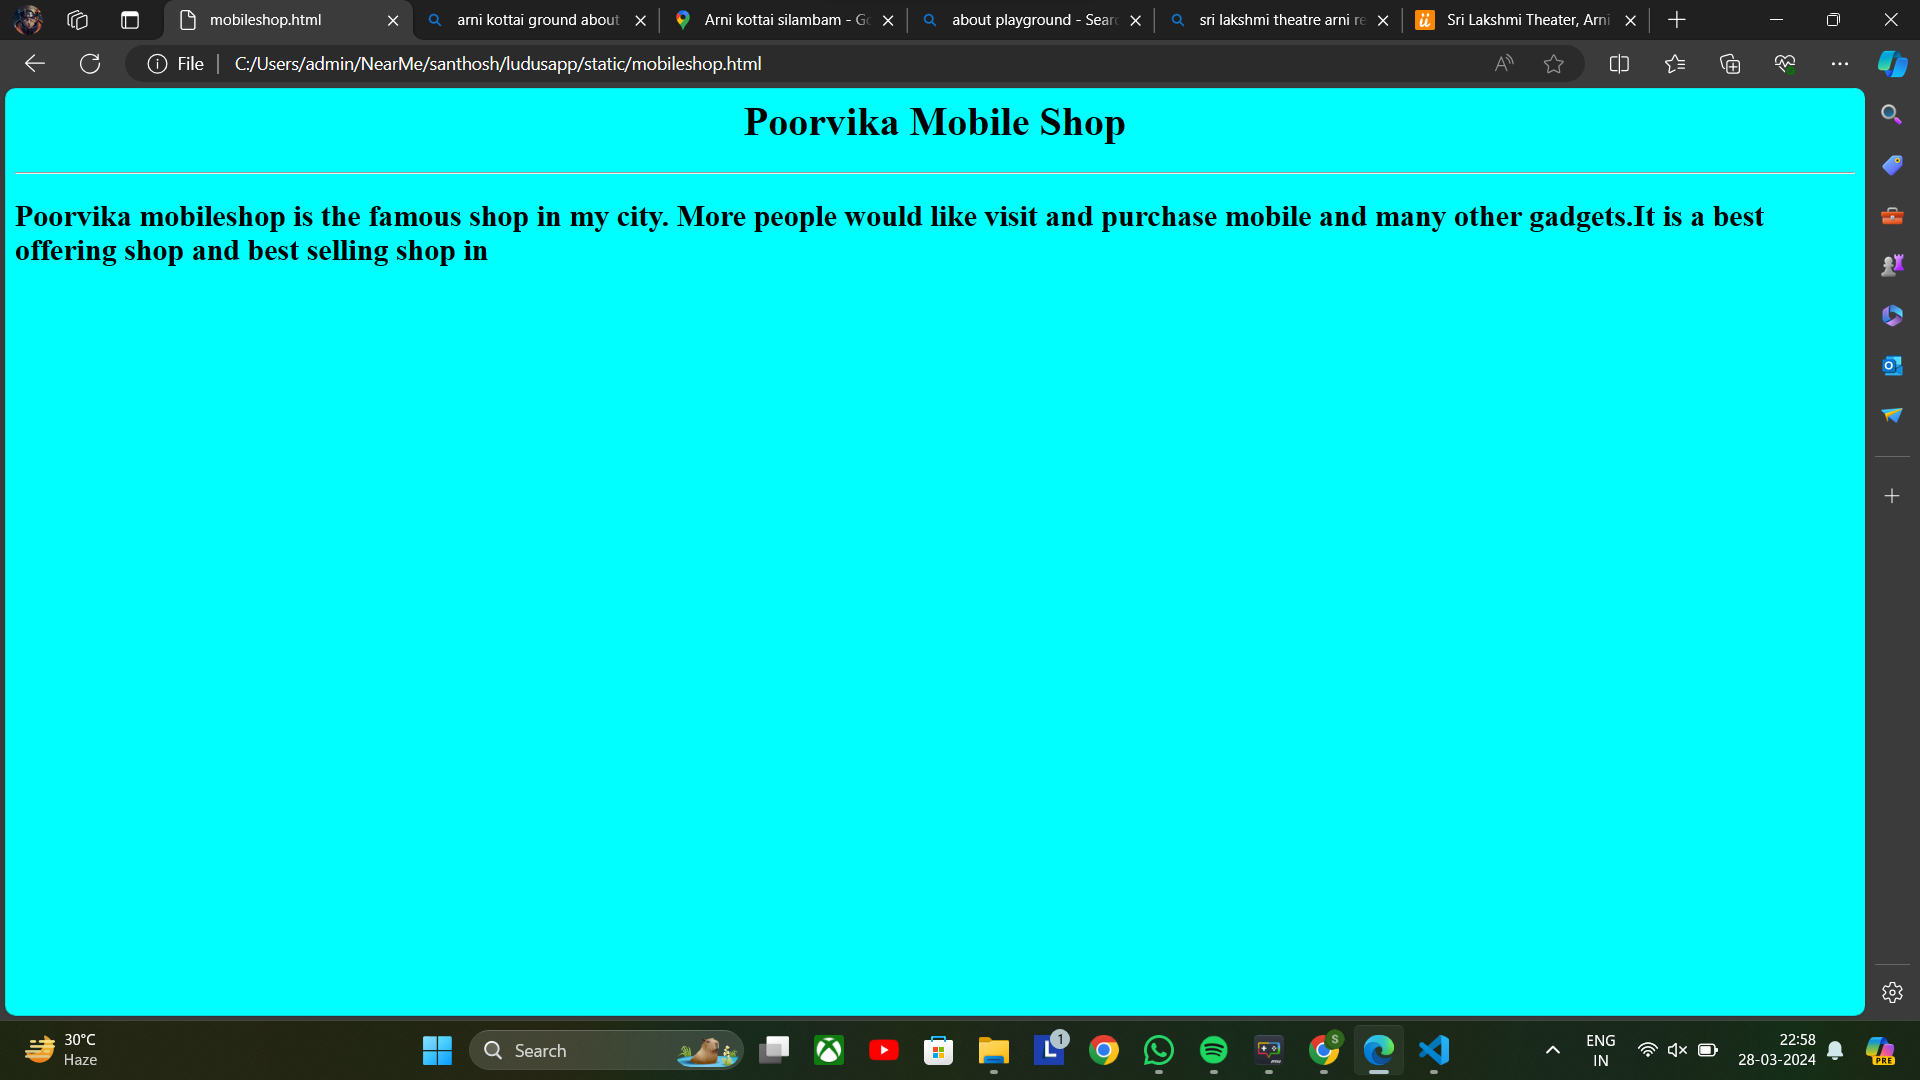 mobileshop.html
arni kottai ground about
Arni kottai silambam - Go
about playground - Sear
sri lakshmi theatre arni re
Sri Lakshmi Theater, Arni
File
C:/Users/admin/NearMe/santhosh/ludusapp/static/mobileshop.html
Poorvika Mobile Shop
Poorvika mobileshop is the famous shop in my city. More people would like visit and purchase mobile and many other gadgets.It is a best
offering shop and best selling shop in
30°C
Haze
Search
L
1
S
ENG
IN
22:58
28-03-2024
PRE